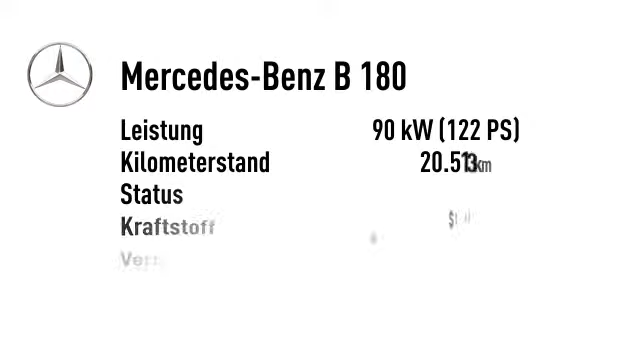 Mercedes-Benz B 180
Leistung 90 kW (122 PS)
Kilometerstand
Status
Kraftstoff